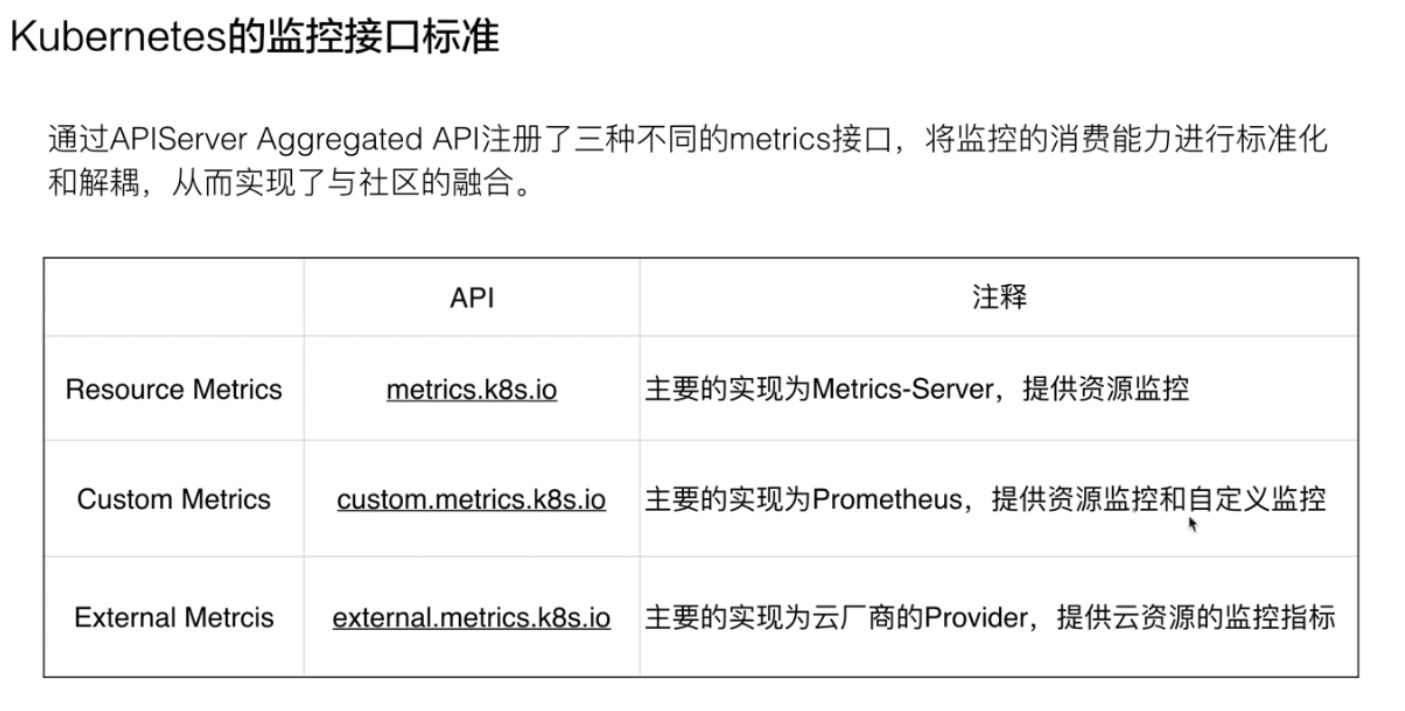 Kubernetes的监控接口标准
通过APIServer Aggregated API注册了三种不同的metrics接口，将监控的消费能力进行标准化
和解耦，从而实现了与社区的融合。
API 注释
Resource Metrics metrics.k8s.io 主要的实现为Metrics-Server，提供资源监控
Custom Metrics custom.metrics.k8s.io 主要的实现为Prometheus，提供资源监控和自定义监控
External Metrcis external.metrics.k8s.io 主要的实现为云厂商的Provider，提供云资源的监控指标